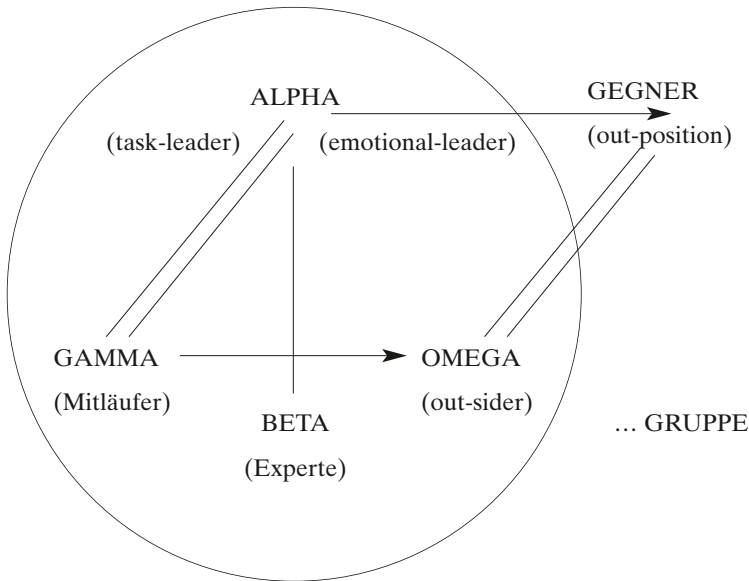 ALPHA
GEGNER
(task-leader)
(emotional-leader)
(out-position)
GAMMA
OMEGA
(Mitläufer)
(out-sider)
BETA
... GRUPPE
(Experte)